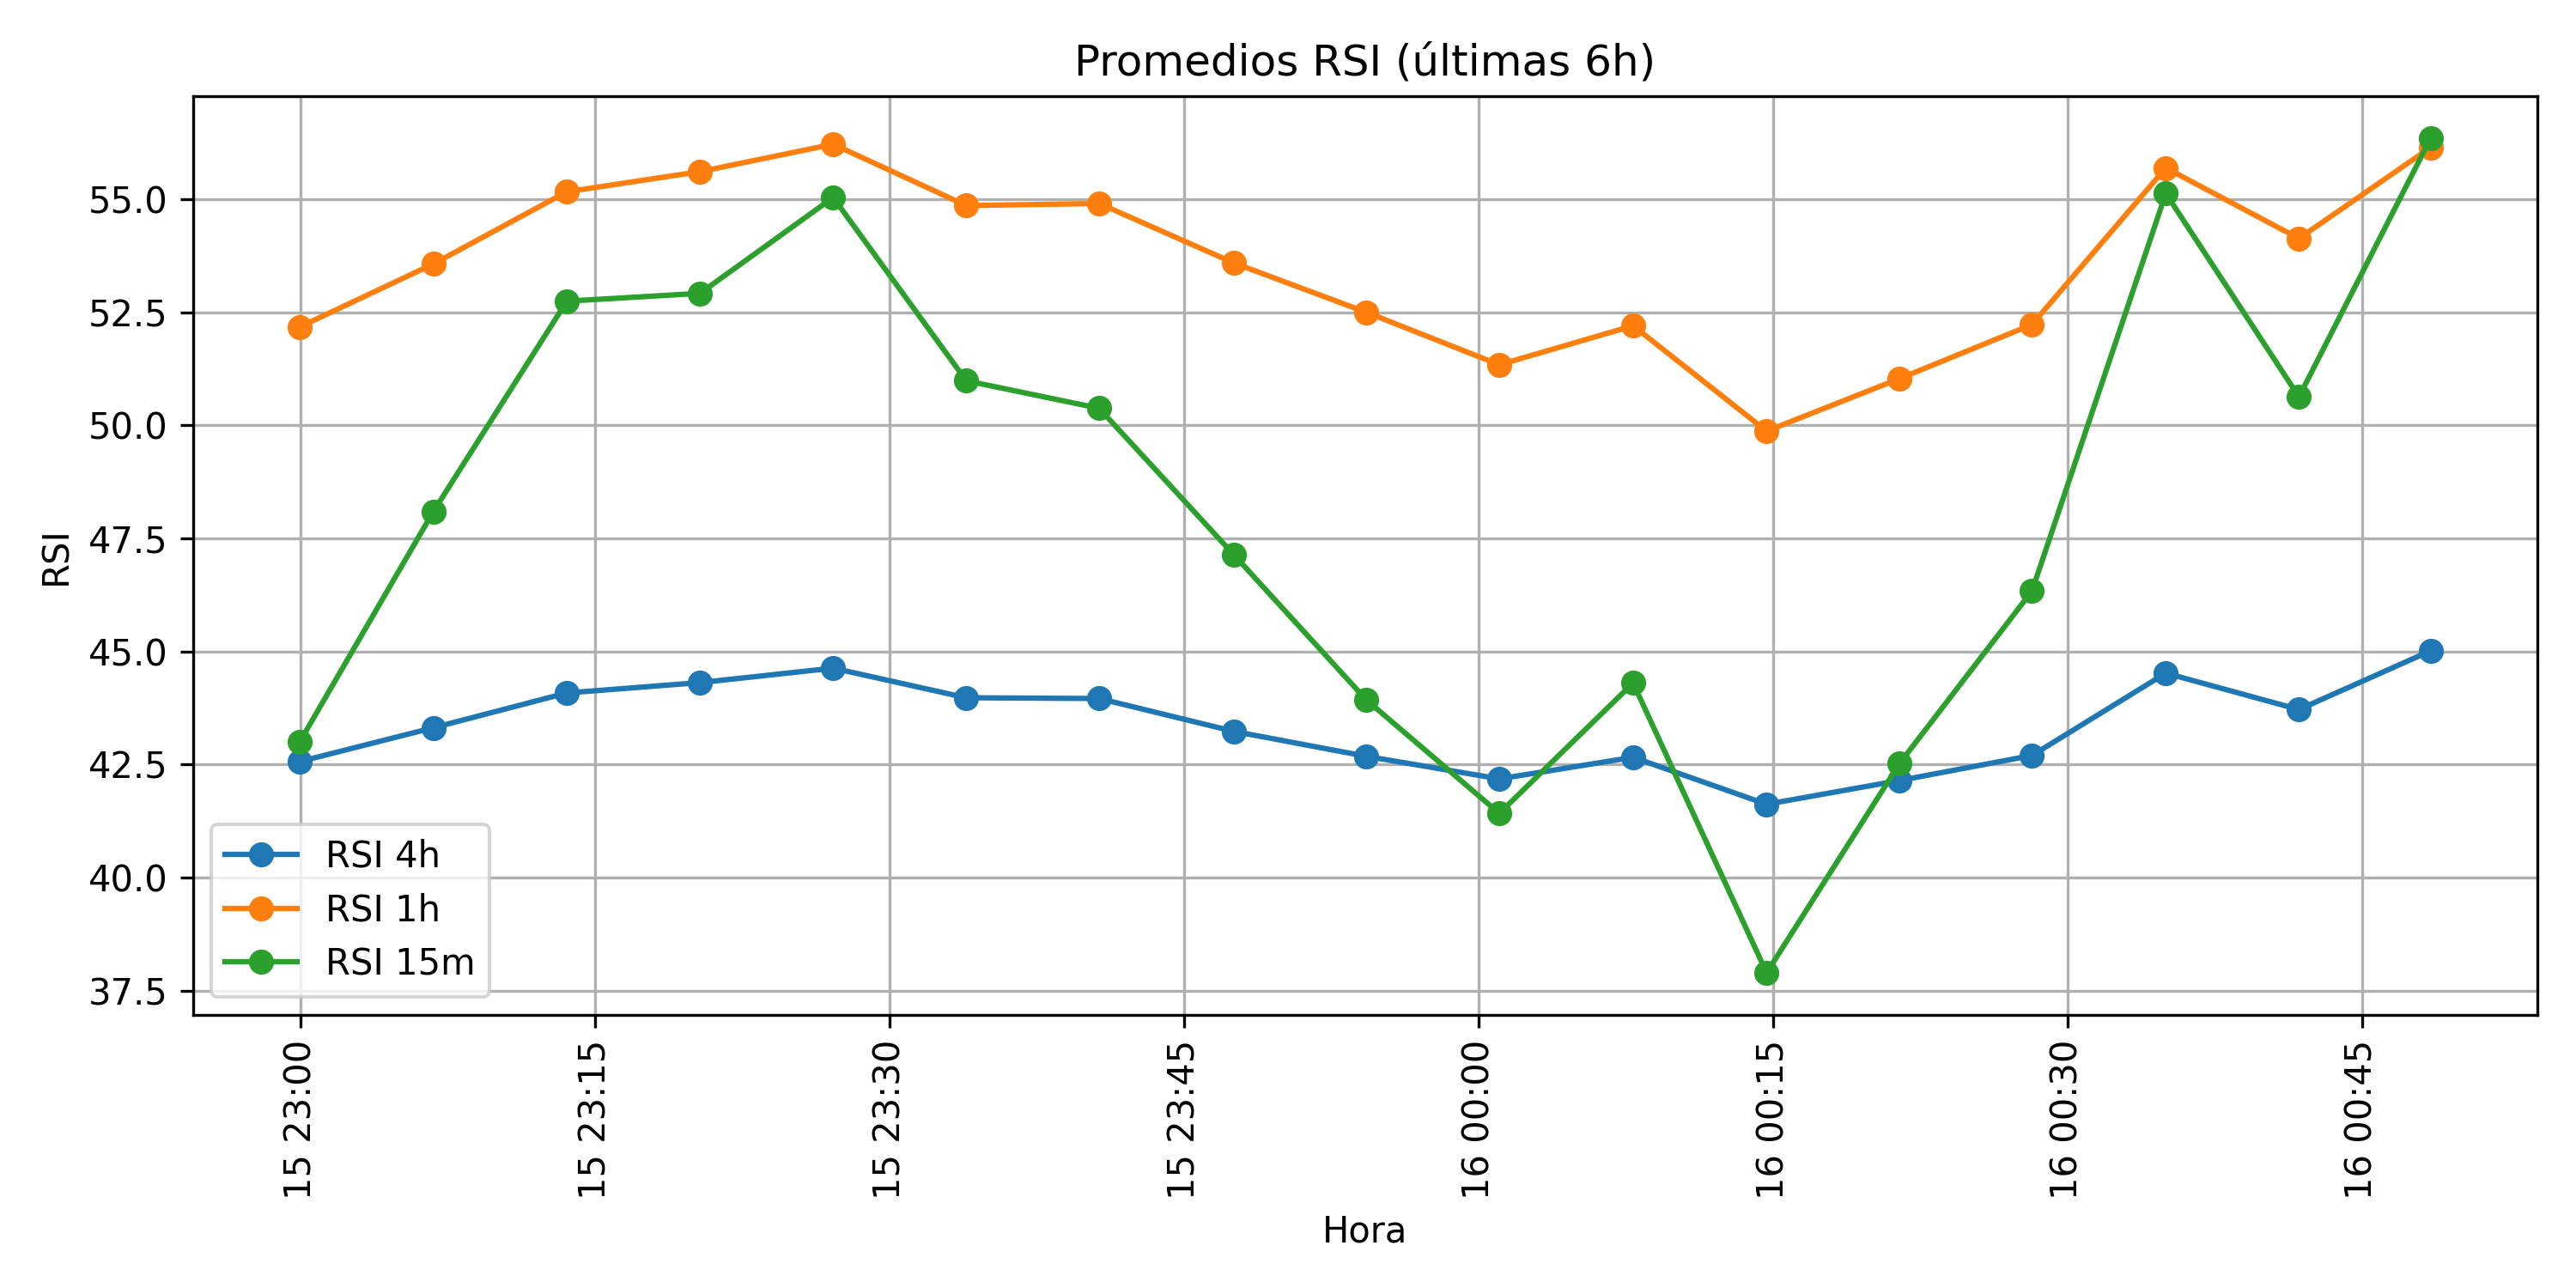 Promedios RSI (últimas 6h)
RSI
55.0
52.5
50.0
47.5
45.0
42.5
40.0
37.5
RSI 4h
RSI 1h
RSI 15m
15 23:00
15 23:15
15 23:30
15 23:45
16 00:00
16 00:15
16 00:30
16 00:45
Hora